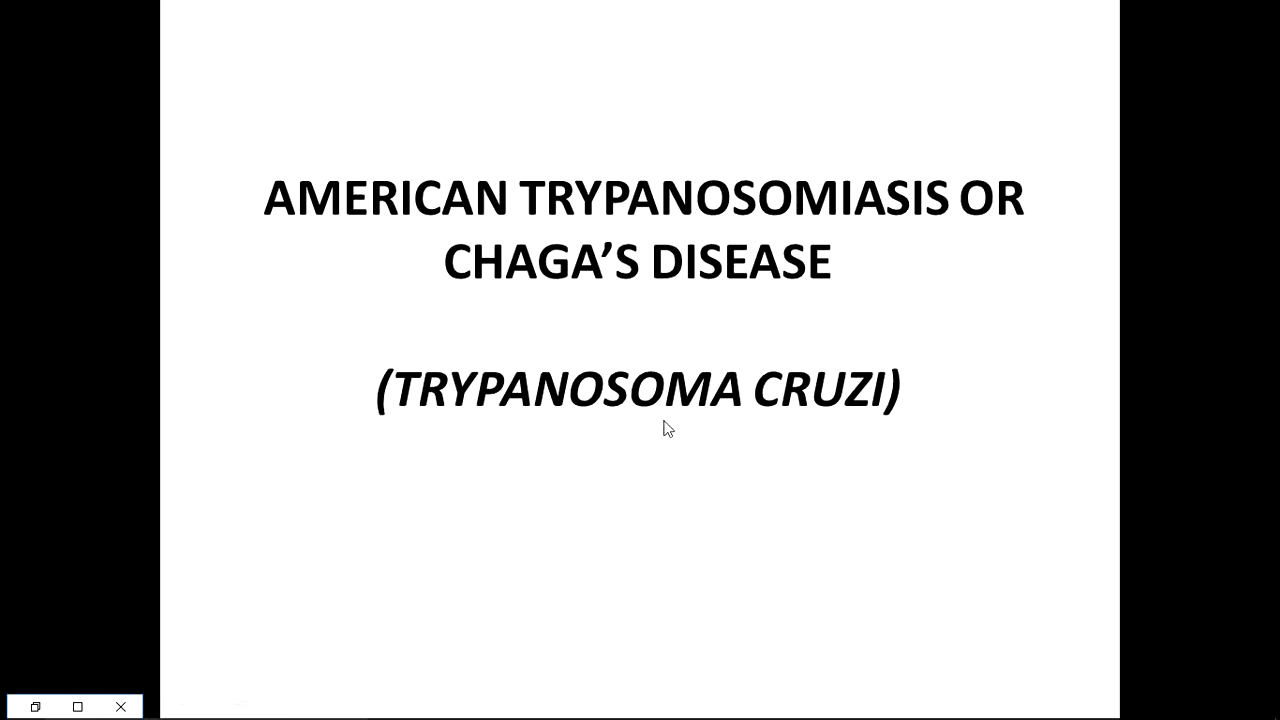 AMERICAN TRYPANOSOMIASIS OR
CHAGA’S DISEASE
(TRYPANOSOMA CRUZI)